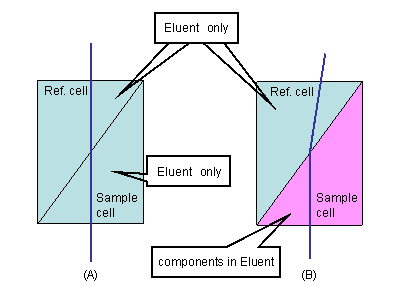 Eluent only
Ref. cell
Ref. cell
Eluent only
Sample
cell
Sample
cell
components in Eluent
(A)
(B)